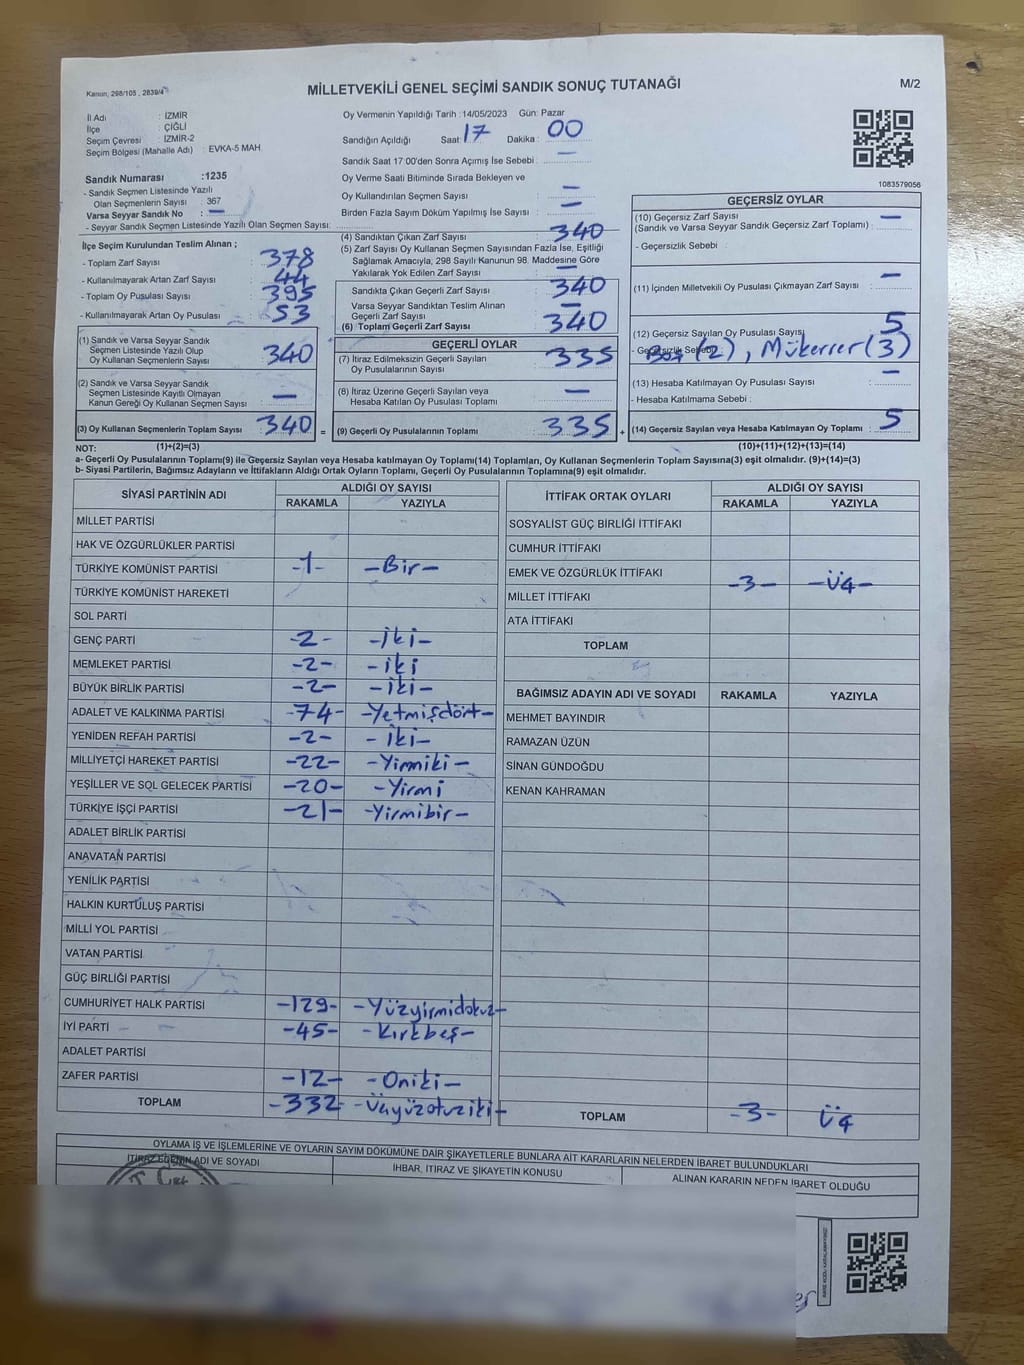 Kanun, 298/105 , 2839/4
MİLLETVEKİLİ GENEL SEÇİMİ SANDIK SONUÇ TUTANAĞI
M/2
İl Adı : İZMİR
İlçe : ÇİĞLİ
Seçim Çevresi : İZMİR-2
Seçim Bölgesi (Mahalle Adı) : EVKA-5 MAH
Oy Vermenin Yapıldığı Tarih : 14/05/2023 Gün: Pazar
Sandığın Açıldığı Saat: 17 Dakika : 00
Sandık Saat 17:00'den Sonra Açımış İse Sebebi : —
Oy Verme Saati Bitiminde Sırada Bekleyen ve
Oy Kullandırılan Seçmen Sayısı : —
Birden Fazla Sayım Döküm Yapılmış İse Sayısı : —
1083579056
Sandık Numarası :1235
- Sandık Seçmen Listesinde Yazılı
Olan Seçmenlerin Sayısı : 367
Varsa Seyyar Sandık No : —
- Seyyar Sandık Seçmen Listesinde Yazılı Olan Seçmen Sayısı:
İlçe Seçim Kurulundan Teslim Alınan ;
- Toplam Zarf Sayısı : 378
- Kullanılmayarak Artan Zarf Sayısı : 44
- Toplam Oy Pusulası Sayısı : 395
- Kullanılmayarak Artan Oy Pusulası : 53
(1) Sandık ve Varsa Seyyar Sandık
Seçmen Listesinde Yazılı Olup
Oy Kullanan Seçmenlerin Sayısı : 340
(2) Sandık ve Varsa Seyyar Sandık
Seçmen Listesinde Kayıtlı Olmayan
Kanun Gereği Oy Kullanan Seçmen Sayısı : —
(3) Oy Kullanan Seçmenlerin Toplam Sayısı : 340 =
(4) Sandıktan Çıkan Zarf Sayısı : 340
(5) Zarf Sayısı Oy Kullanan Seçmen Sayısından Fazla İse, Eşitliği
Sağlamak Amacıyla, 298 Sayılı Kanunun 98. Maddesine Göre
Yakılarak Yok Edilen Zarf Sayısı : —
Sandıkta Çıkan Geçerli Zarf Sayısı : 340
Varsa Seyyar Sandıktan Teslim Alınan
Geçerli Zarf Sayısı : —
(6) Toplam Geçerli Zarf Sayısı : 340
GEÇERLİ OYLAR
(7) İtiraz Edilmeksizin Geçerli Sayılan
Oy Pusulalarının Sayısı : 335
(8) İtiraz Üzerine Geçerli Sayılan veya
Hesaba Katılan Oy Pusulası Toplamı : —
(9) Geçerli Oy Pusulalarının Toplamı : 335 +
GEÇERSİZ OYLAR
(10) Geçersiz Zarf Sayısı : —
(Sandık ve Varsa Seyyar Sandık Geçersiz Zarf Toplamı) :
- Geçersizlik Sebebi :
(11) İçinden Milletvekili Oy Pusulası Çıkmayan Zarf Sayısı : —
(12) Geçersiz Sayılan Oy Pusulası Sayısı : 5
- Geçersizlik Sebebi : Boş (2), Mükerrer (3)
(13) Hesaba Katılmayan Oy Pusulası Sayısı : —
- Hesaba Katılmama Sebebi :
(14) Geçersiz Sayılan veya Hesaba Katılmayan Oy Toplamı : 5
NOT: (1)+(2)=(3) (10)+(11)+(12)+(13)=(14)
a- Geçerli Oy Pusulalarının Toplamı(9) ile Geçersiz Sayılan veya Hesaba katılmayan Oy Toplamı(14) Toplamları, Oy Kullanan Seçmenlerin Toplam Sayısına(3) eşit olmalıdır. (9)+(14)=(3)
b- Siyasi Partilerin, Bağımsız Adayların ve İttifakların Aldığı Ortak Oyların Toplamı, Geçerli Oy Pusulalarının Toplamına(9) eşit olmalıdır.
SİYASİ PARTİNİN ADI ALDIĞI OY SAYISI
RAKAMLA YAZIYLA
MİLLET PARTİSİ
HAK VE ÖZGÜRLÜKLER PARTİSİ
TÜRKİYE KOMÜNİST PARTİSİ -1- -Bir-
TÜRKİYE KOMÜNİST HAREKETİ
SOL PARTİ
GENÇ PARTİ -2- -İki-
MEMLEKET PARTİSİ -2- -iki
BÜYÜK BİRLİK PARTİSİ -2- -iki-
ADALET VE KALKINMA PARTİSİ -74- -Yetmişdört-
YENİDEN REFAH PARTİSİ -2- -İki-
MİLLİYETÇİ HAREKET PARTİSİ -22- -Yirmiki-
YEŞİLLER VE SOL GELECEK PARTİSİ -20- -Yirmi
TÜRKİYE İŞÇİ PARTİSİ -21- -Yirmibir-
ADALET BİRLİK PARTİSİ
ANAVATAN PARTİSİ
YENİLİK PARTİSİ
HALKIN KURTULUŞ PARTİSİ
MİLLİ YOL PARTİSİ
VATAN PARTİSİ
GÜÇ BİRLİĞİ PARTİSİ
CUMHURİYET HALK PARTİSİ -129- -Yüzyirmidokuz-
İYİ PARTİ -45- -Kırkbeş-
ADALET PARTİSİ
ZAFER PARTİSİ -12- -Oniki-
TOPLAM -332- -Üçyüzotuziki-
İTTİFAK ORTAK OYLARI ALDIĞI OY SAYISI
RAKAMLA YAZIYLA
SOSYALİST GÜÇ BİRLİĞİ İTTİFAKI
CUMHUR İTTİFAKI
EMEK VE ÖZGÜRLÜK İTTİFAKI -3- -Üç-
MİLLET İTTİFAKI
ATA İTTİFAKI
TOPLAM
BAĞIMSIZ ADAYIN ADI VE SOYADI RAKAMLA YAZIYLA
MEHMET BAYINDIR
RAMAZAN ÜZÜN
SİNAN GÜNDOĞDU
KENAN KAHRAMAN
TOPLAM -3- Üç
OYLAMA İŞ VE İŞLEMLERİNE VE OYLARIN SAYIM DÖKÜMÜNE DAİR ŞİKAYETLERLE BUNLARA AİT KARARLARIN NELERDEN İBARET BULUNDUKLARI
İTİRAZ EDENİN ADI VE SOYADI İHBAR, İTİRAZ VE ŞİKAYETİN KONUSU ALINAN KARARIN NEDEN İBARET OLDUĞU